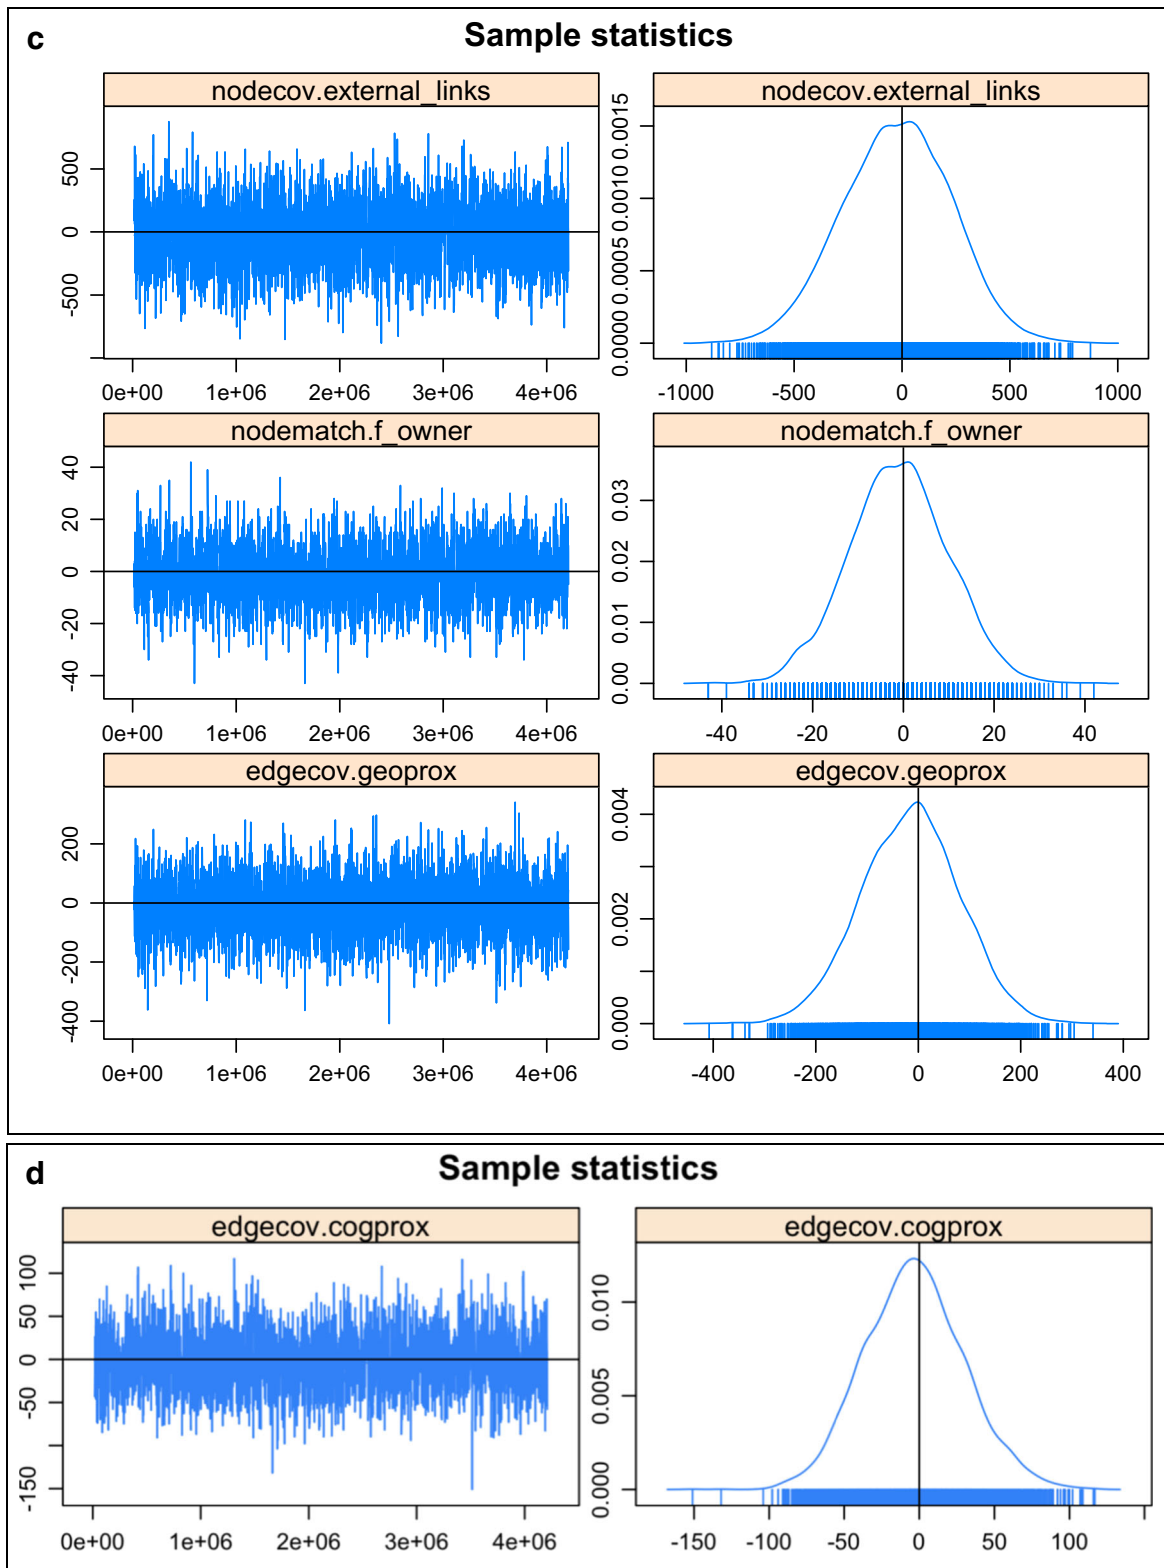 c
Sample statistics
nodecov.external_links
nodecov.external_links
500
0
-500
0e+00 1e+06 2e+06 3e+06 4e+06
0.0000 0.0005 0.0010 0.0015
-1000 -500 0 500 1000
nodematch.f_owner
nodematch.f_owner
40
20
0
-20
-40
0e+00 1e+06 2e+06 3e+06 4e+06
0.00 0.01 0.02 0.03
-40 -20 0 20 40
edgecov.geoprox
edgecov.geoprox
200
0
-200
-400
0e+00 1e+06 2e+06 3e+06 4e+06
0.000 0.002 0.004
-400 -200 0 200 400
d
Sample statistics
edgecov.cogprox
edgecov.cogprox
100
50
0
-50
-150
0e+00 1e+06 2e+06 3e+06 4e+06
0.000 0.005 0.010
-150 -100 -50 0 50 100